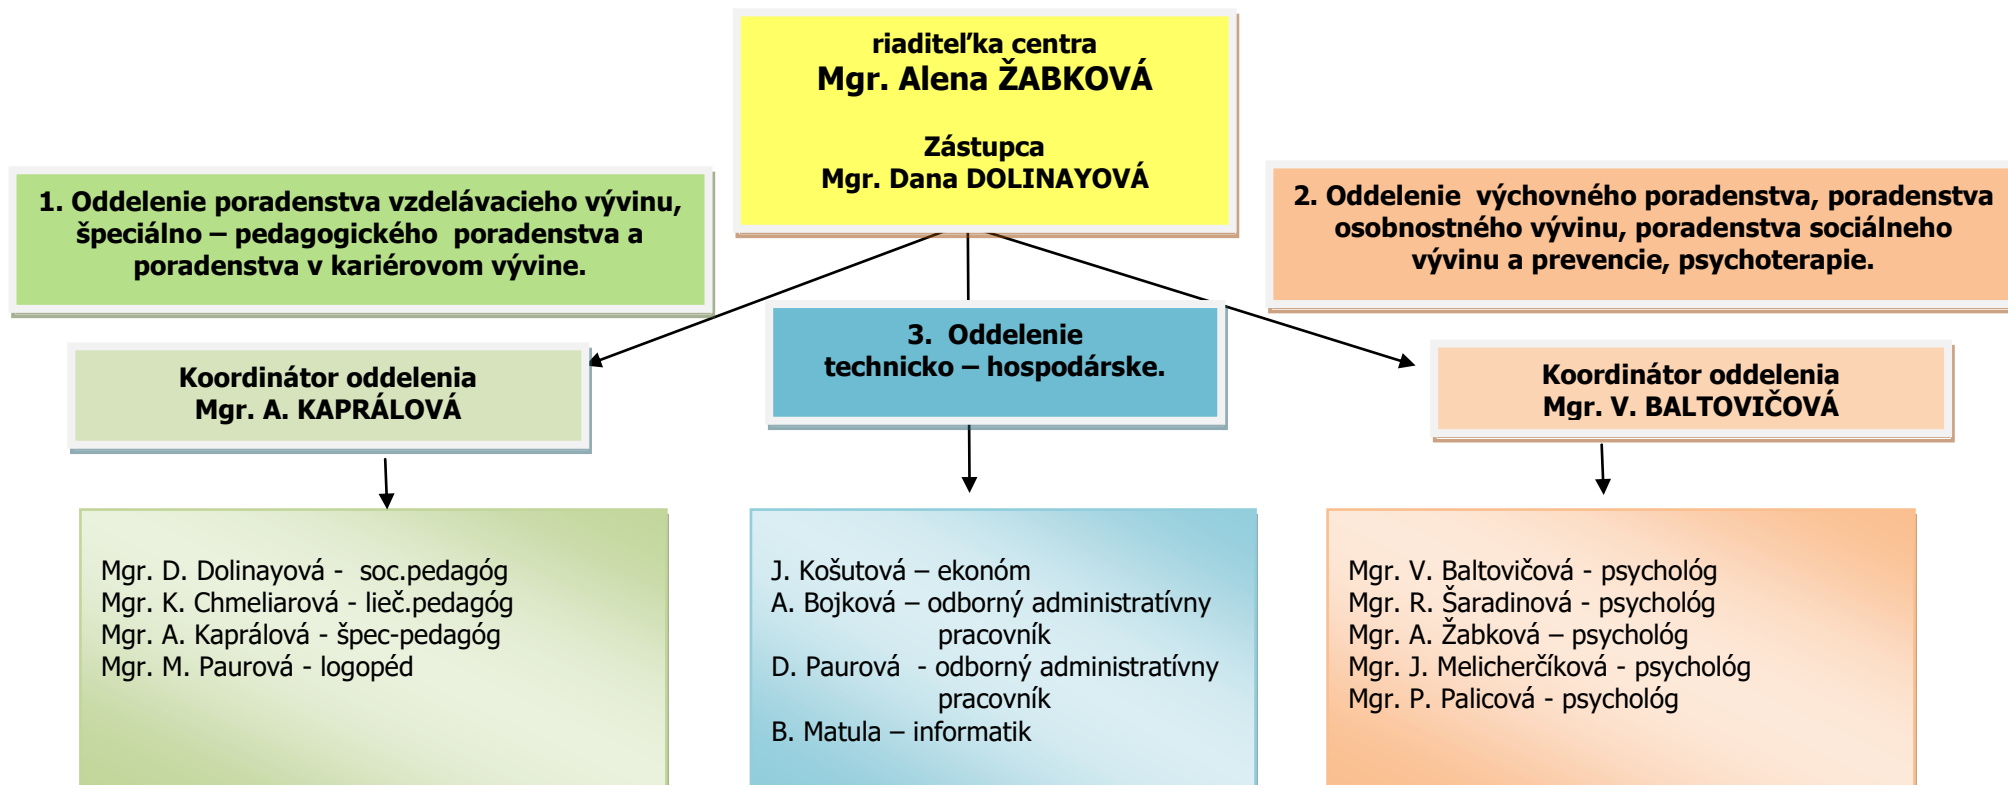 riaditeľka centra
Mgr. Alena ŽABKOVÁ
Zástupca
Mgr. Dana DOLINAYOVÁ
1. Oddelenie poradenstva vzdelávacieho vývinu,
špeciálno – pedagogického poradenstva a
poradenstva v kariérovom vývine.
2. Oddelenie výchovného poradenstva, poradenstva
osobnostného vývinu, poradenstva sociálneho
vývinu a prevencie, psychoterapie.
3. Oddelenie
technicko – hospodárske.
Koordinátor oddelenia
Mgr. A. KAPRÁLOVÁ
Koordinátor oddelenia
Mgr. V. BALTOVIČOVÁ
Mgr. D. Dolinayová - soc.pedagóg
Mgr. K. Chmeliarová - lieč.pedagóg
Mgr. A. Kaprálová - špec-pedagóg
Mgr. M. Paurová - logopéd
J. Košutová – ekonóm
A. Bojková – odborný administratívny
pracovník
D. Paurová - odborný administratívny
pracovník
B. Matula – informatik
Mgr. V. Baltovičová - psychológ
Mgr. R. Šaradinová - psychológ
Mgr. A. Žabková – psychológ
Mgr. J. Melicherčíková - psychológ
Mgr. P. Palicová - psychológ